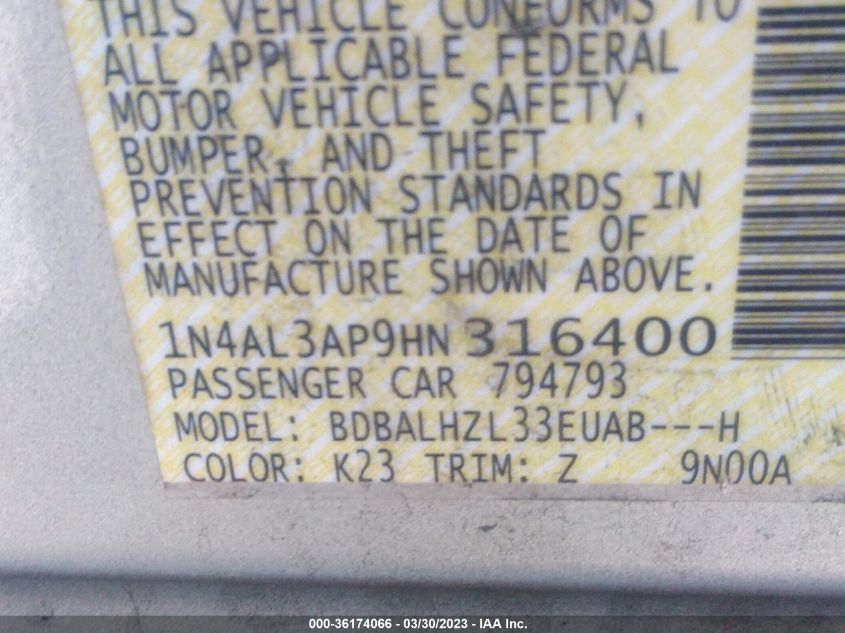 THIS VEHICLE CONFORMS TO
ALL APPLICABLE FEDERAL
MOTOR VEHICLE SAFETY,
BUMPER, AND THEFT
PREVENTION STANDARDS IN
EFFECT ON THE DATE OF
MANUFACTURE SHOWN ABOVE.
1N4AL3AP9HN316400
PASSENGER CAR 794793
MODEL: BDBALHZL33EUAB---H
COLOR: K23 TRIM: Z 9N00A
000-36174066 - 03/30/2023 - IAA Inc.